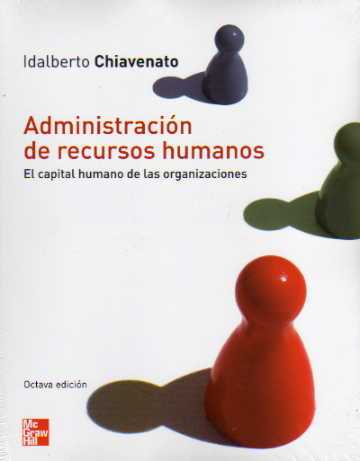 Idalberto Chiavenato
Administración
de recursos humanos
El capital humano de las organizaciones
Octava edición
Mc
Graw
Hill